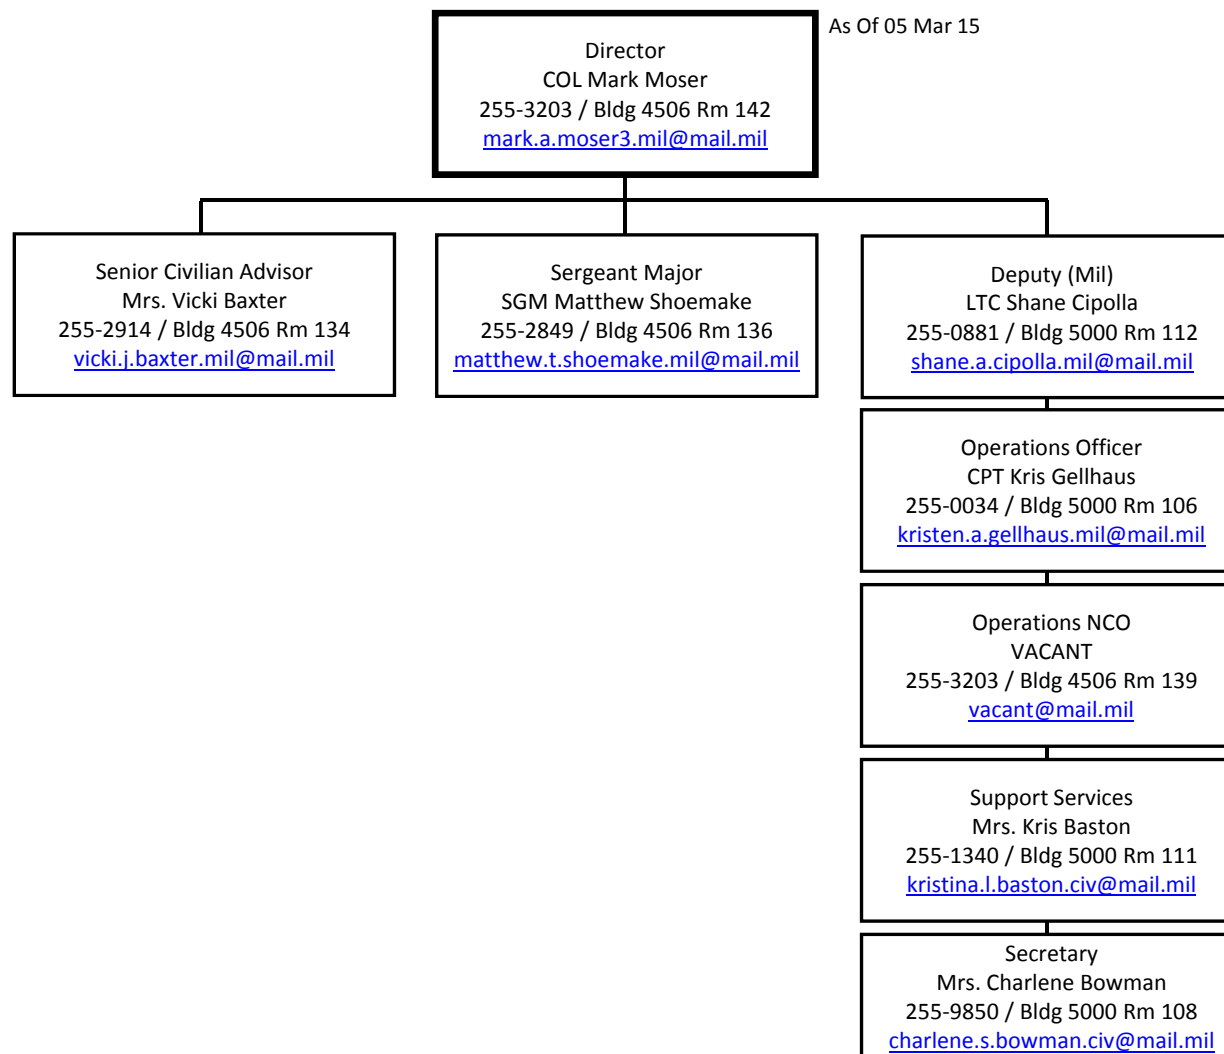 As Of 05 Mar 15
Director
COL Mark Moser
255-3203 / Bldg 4506 Rm 142
mark.a.moser3.mil@mail.mil
Senior Civilian Advisor
Mrs. Vicki Baxter
255-2914 / Bldg 4506 Rm 134
vicki.j.baxter.mil@mail.mil
Sergeant Major
SGM Matthew Shoemake
255-2849 / Bldg 4506 Rm 136
matthew.t.shoemake.mil@mail.mil
Deputy (Mil)
LTC Shane Cipolla
255-0881 / Bldg 5000 Rm 112
shane.a.cipolla.mil@mail.mil
Operations Officer
CPT Kris Gellhaus
255-0034 / Bldg 5000 Rm 106
kristen.a.gellhaus.mil@mail.mil
Operations NCO
VACANT
255-3203 / Bldg 4506 Rm 139
vacant@mail.mil
Support Services
Mrs. Kris Baston
255-1340 / Bldg 5000 Rm 111
kristina.l.baston.civ@mail.mil
Secretary
Mrs. Charlene Bowman
255-9850 / Bldg 5000 Rm 108
charlene.s.bowman.civ@mail.mil